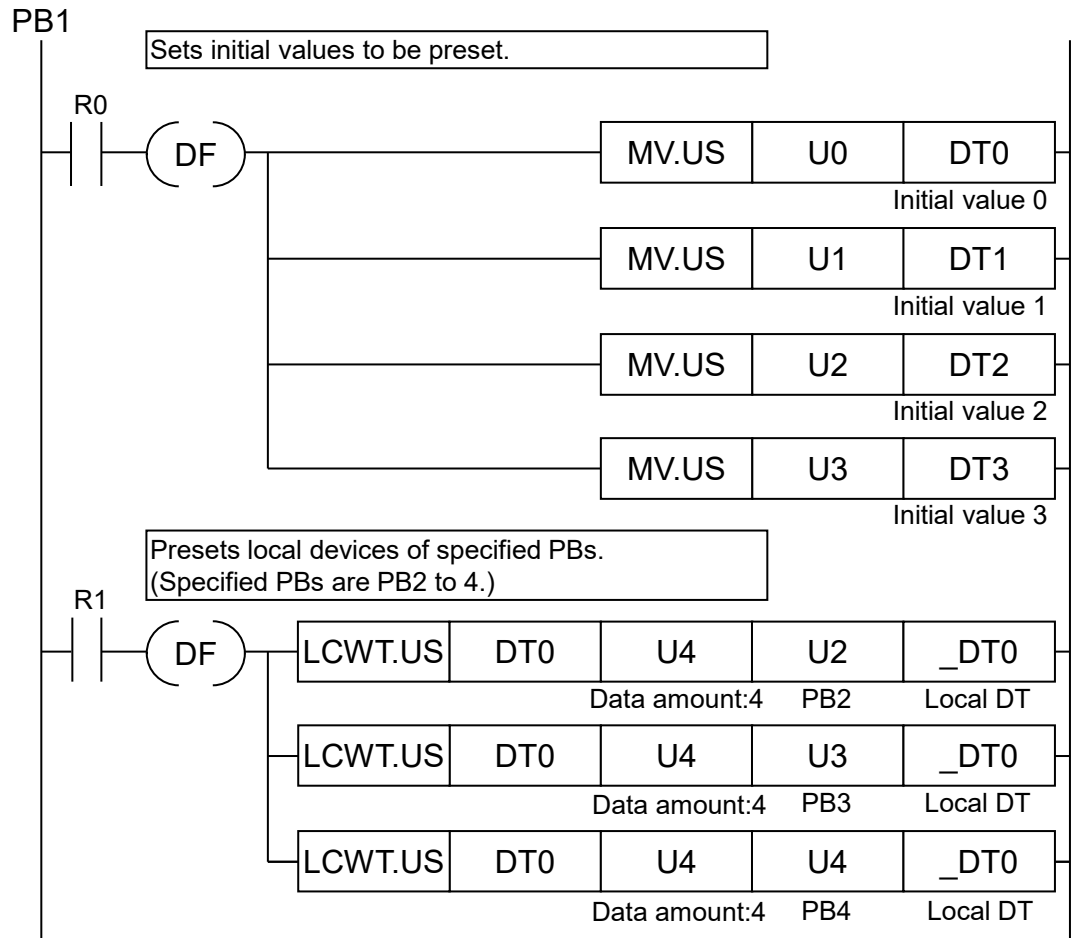 PB1
Sets initial values to be preset.
R0
DF MV.US U0 DT0
Initial value 0
MV.US U1 DT1
Initial value 1
MV.US U2 DT2
Initial value 2
MV.US U3 DT3
Initial value 3
Presets local devices of specified PBs.
(Specified PBs are PB2 to 4.)
R1
DF LCWT.US DT0 U4 U2 _DT0
Data amount:4 PB2 Local DT
LCWT.US DT0 U4 U3 _DT0
Data amount:4 PB3 Local DT
LCWT.US DT0 U4 U4 _DT0
Data amount:4 PB4 Local DT